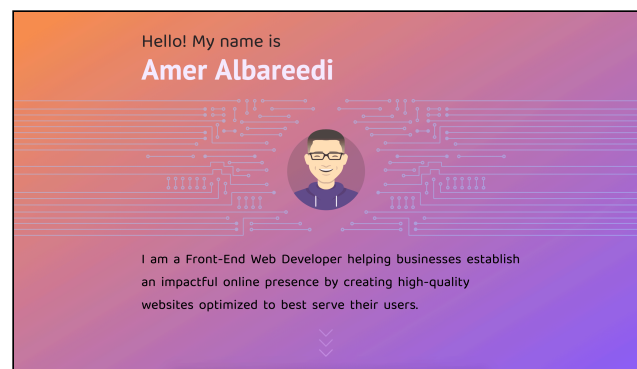 Hello! My name is
Amer Albareedi
I am a Front-End Web Developer helping businesses establish
an impactful online presence by creating high-quality
websites optimized to best serve their users.